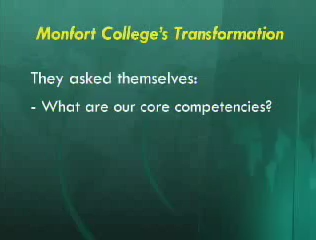 Monfort College's Transformation
They asked themselves:
- What are our core competencies?